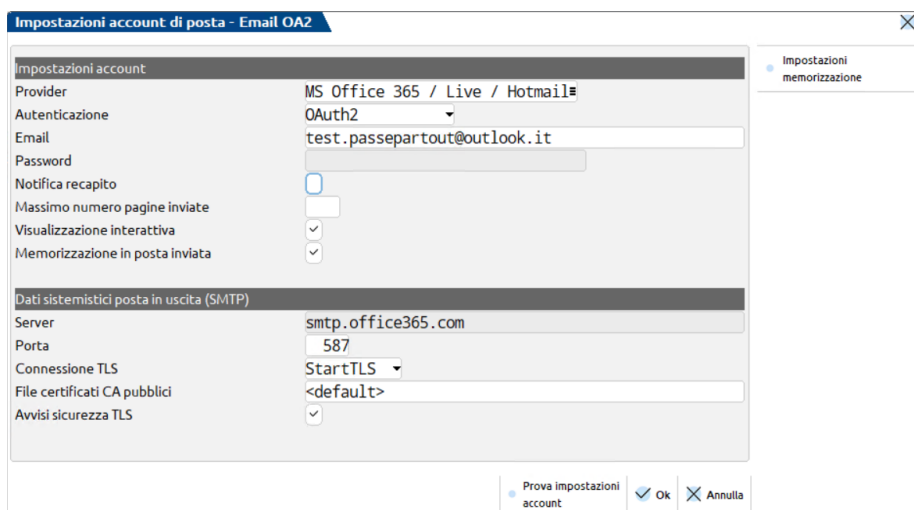 Impostazioni account di posta - Email OA2
Impostazioni
memorizzazione
Impostazioni account
Provider MS Office 365 / Live / Hotmail
Autenticazione OAuth2
Email test.passepartout@outlook.it
Password
Notifica recapito
Massimo numero pagine inviate
Visualizzazione interattiva
Memorizzazione in posta inviata
Dati sistemistici posta in uscita (SMTP)
Server smtp.office365.com
Porta 587
Connessione TLS StartTLS
File certificati CA pubblici <default>
Avvisi sicurezza TLS
Prova impostazioni
account
Ok
Annulla